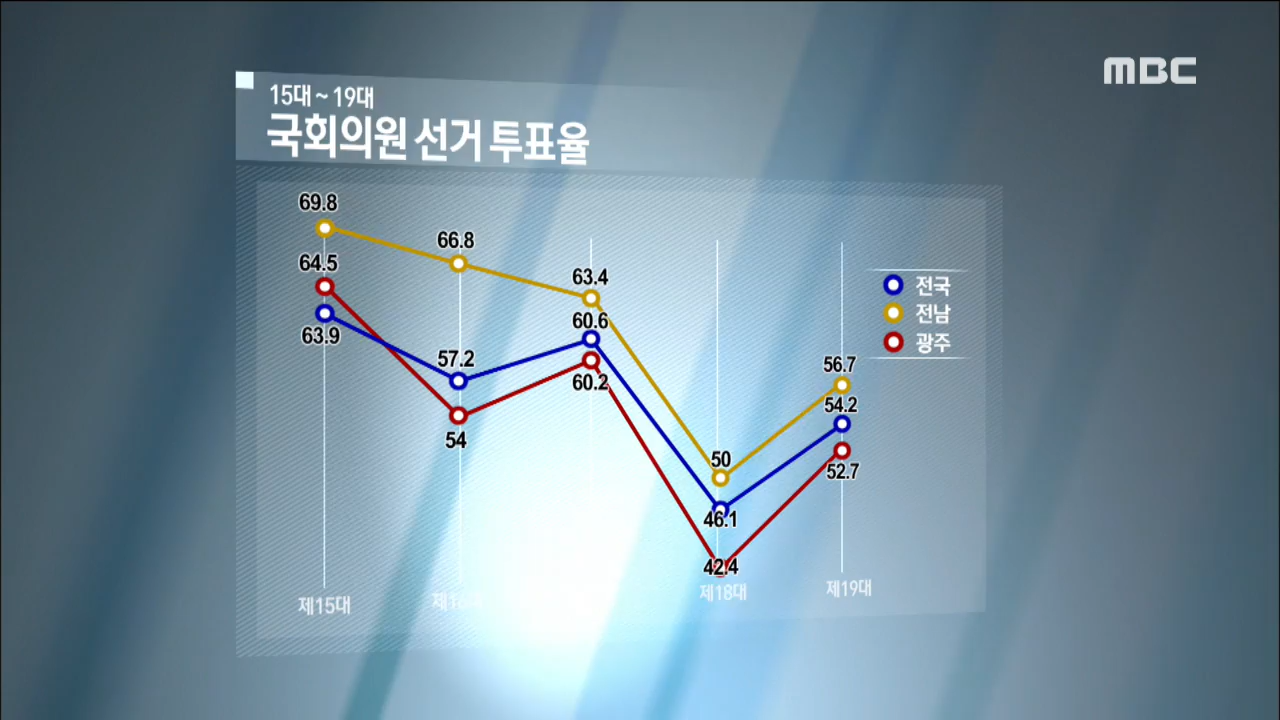 MBC
15대 ~ 19대
국회의원 선거 투표율
69.8
66.8
63.4
64.5
60.6
63.9
57.2
60.2
54
50
46.1
42.4
56.7
54.2
52.7
전국
전남
광주
제15대
제16대
제18대
제19대